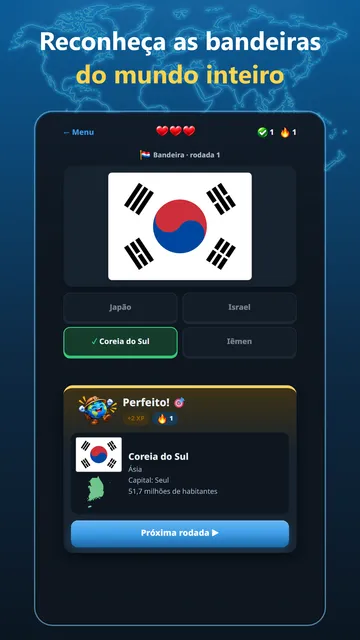 Reconheça as bandeiras
do mundo inteiro
← Menu
1
1
Bandeira · rodada 1
Japão
Israel
✓ Coreia do Sul
Iêmen
Perfeito!
+2 XP
1
Coreia do Sul
Ásia
Capital: Seul
51,7 milhões de habitantes
Próxima rodada ▶